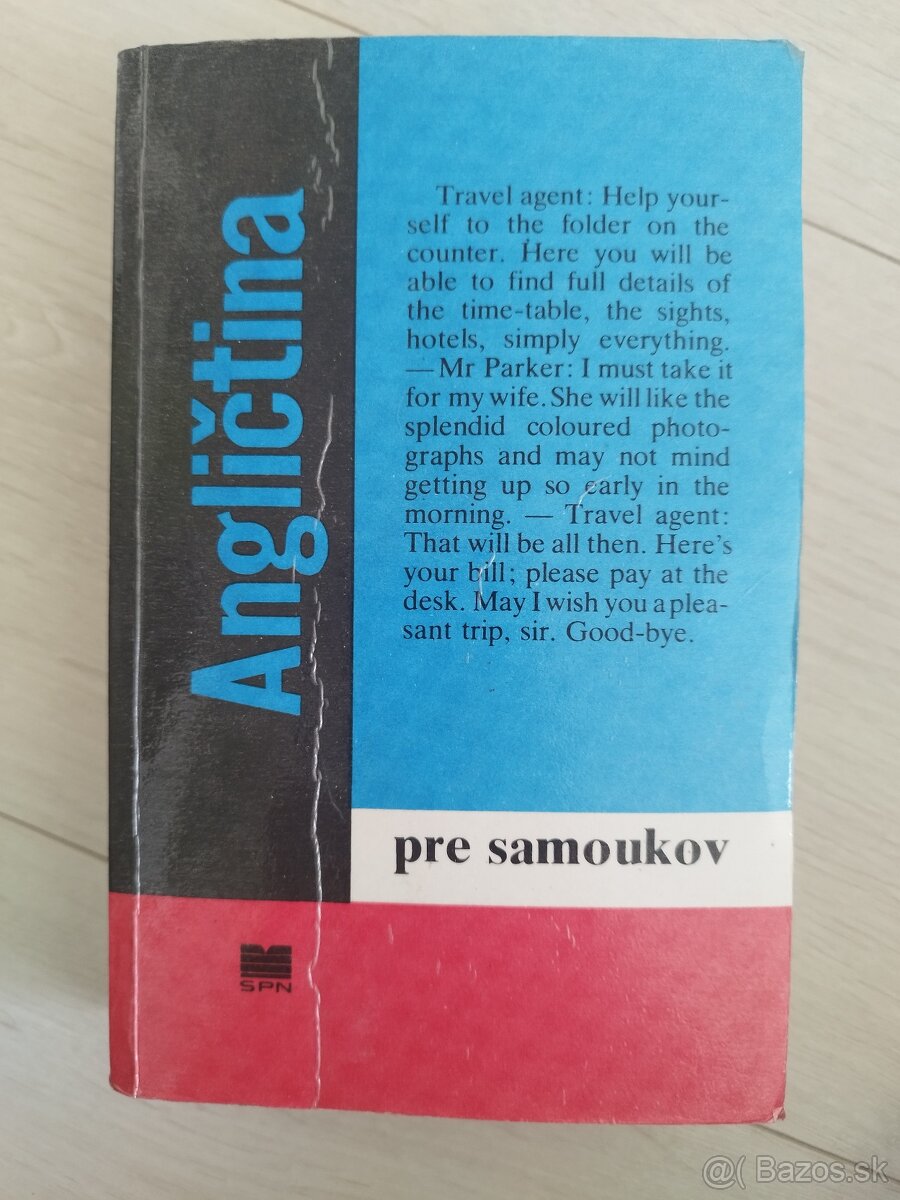 Angličtina
Travel agent: Help your-
self to the folder on the
counter. Here you will be
able to find full details of
the time-table, the sights,
hotels, simply everything.
— Mr Parker: I must take it
for my wife. She will like the
splendid coloured photo-
graphs and may not mind
getting up so early in the
morning. — Travel agent:
That will be all then. Here's
your bill; please pay at the
desk. May I wish you a plea-
sant trip, sir. Good-bye.
pre samoukov
SPN
@( Bazos.sk